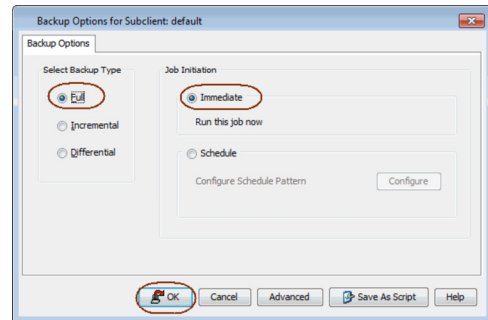 Backup Options for Subclient: default
Backup Options
Select Backup Type
Full
Incremental
Differential
Job Initiation
Immediate
Run this job now
Schedule
Configure Schedule Pattern
Configure
OK
Cancel
Advanced
Save As Script
Help